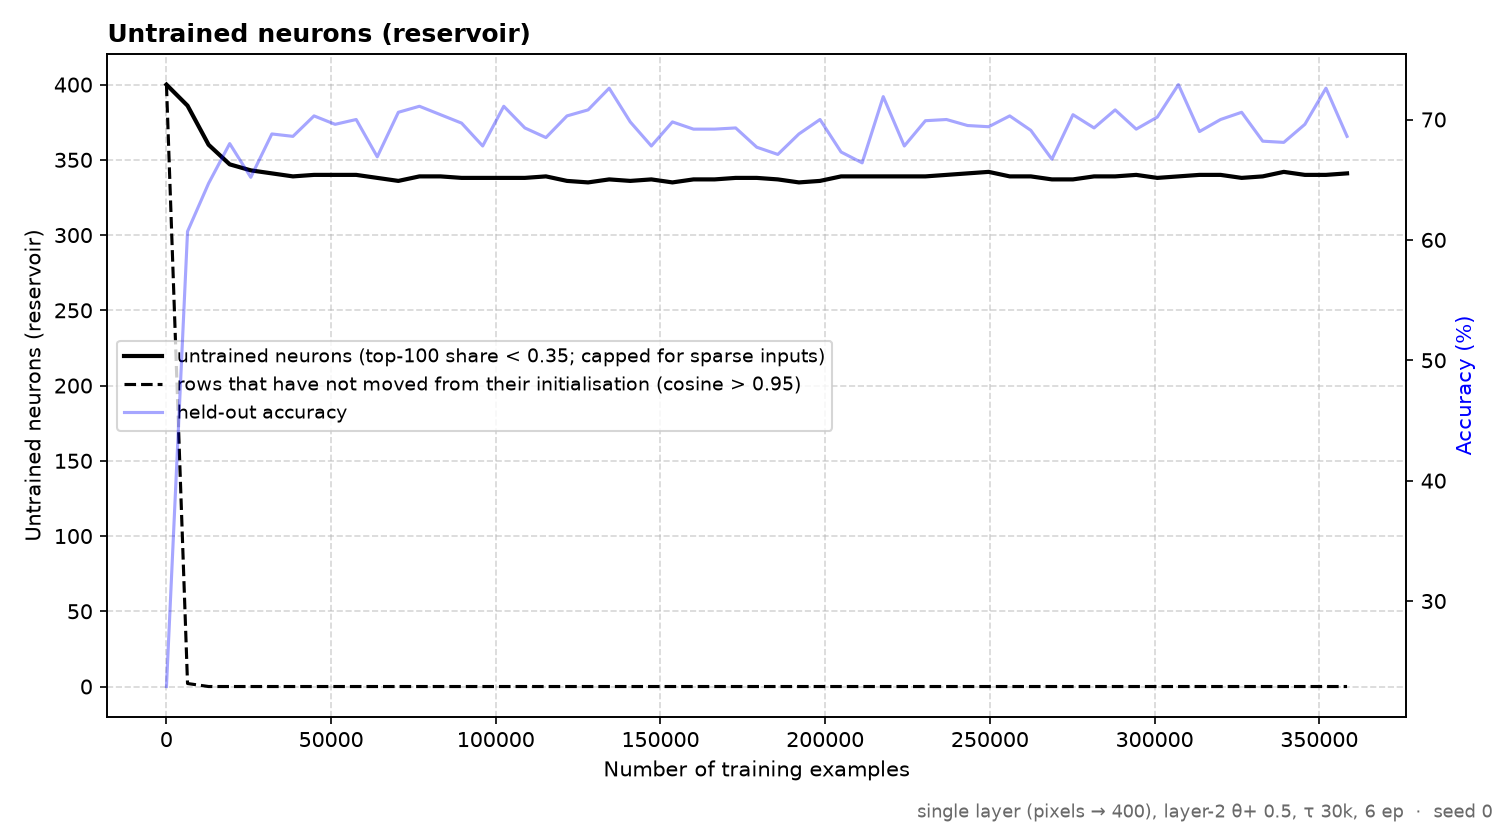 Untrained neurons (reservoir)
400
350
300
250
200
150
100
50
0
Untrained neurons (reservoir)
untrained neurons (top-100 share < 0.35; capped for sparse inputs)
rows that have not moved from their initialisation (cosine > 0.95)
held-out accuracy
70
60
50
40
30
Accuracy (%)
0
50000
100000
150000
200000
250000
300000
350000
Number of training examples
single layer (pixels → 400), layer-2 θ+ 0.5, τ 30k, 6 ep · seed 0